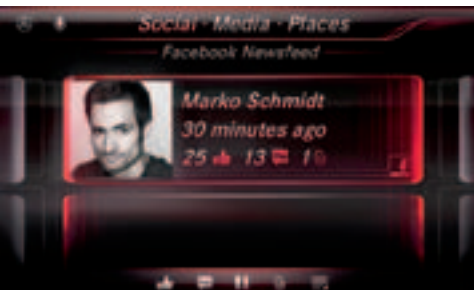 Social · Media · Places
Facebook Newsfeed
Marko Schmidt
30 minutes ago
25 13 1